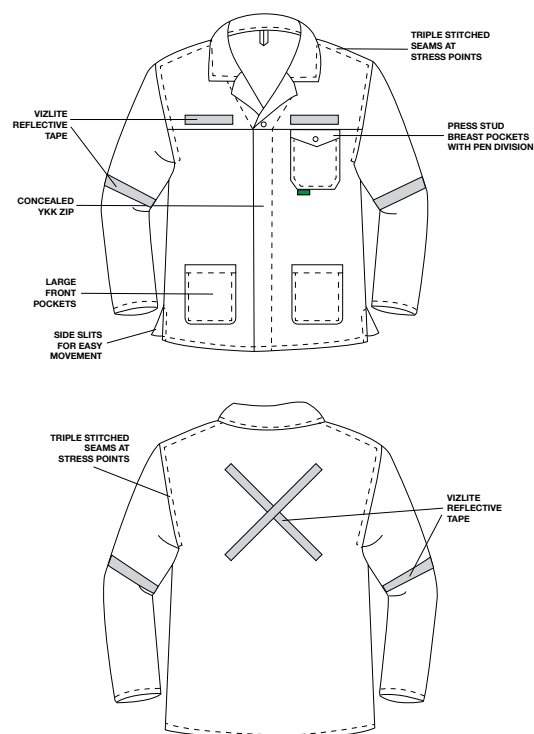 TRIPLE STITCHED
SEAMS AT
STRESS POINTS
VIZLITE
REFLECTIVE
TAPE
PRESS STUD
BREAST POCKETS
WITH PEN DIVISION
CONCEALED
YKK ZIP
LARGE
FRONT
POCKETS
SIDE SLITS
FOR EASY
MOVEMENT
TRIPLE STITCHED
SEAMS AT
STRESS POINTS
VIZLITE
REFLECTIVE
TAPE